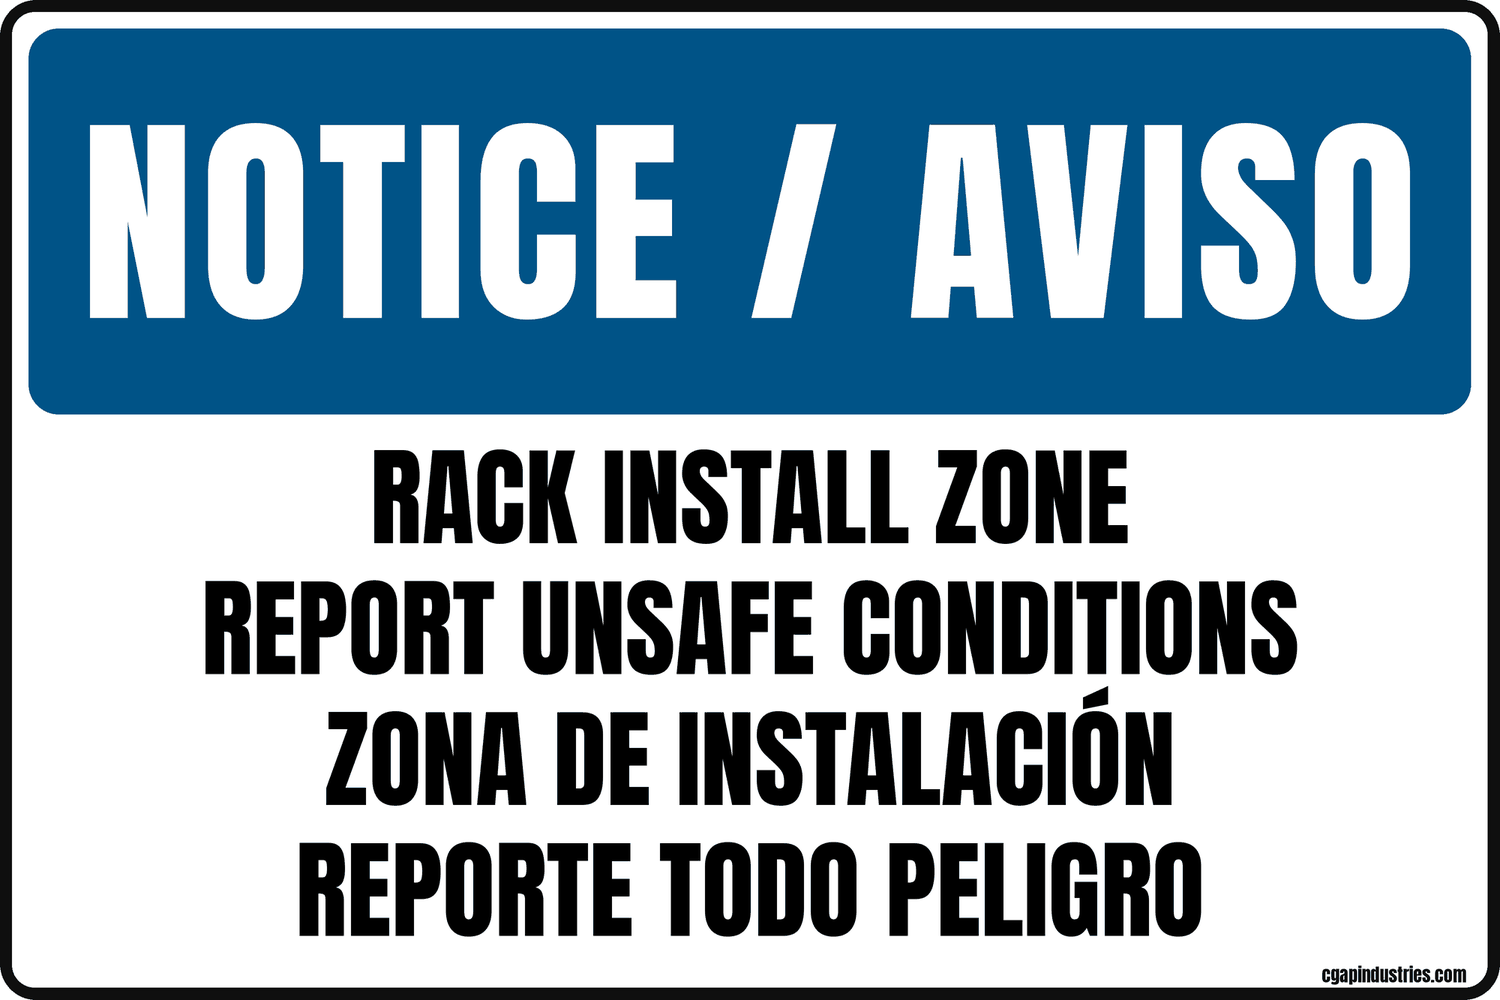 NOTICE / AVISO
RACK INSTALL ZONE
REPORT UNSAFE CONDITIONS
ZONA DE INSTALACIÓN
REPORTE TODO PELIGRO
cgapindustries.com